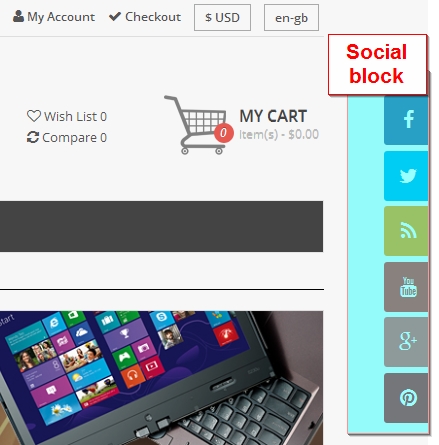 My Account
Checkout
$ USD
en-gb
Social
block
Wish List 0
Compare 0
MY CART
0
Item(s) - $0.00
Start
f
You
Tube
g+